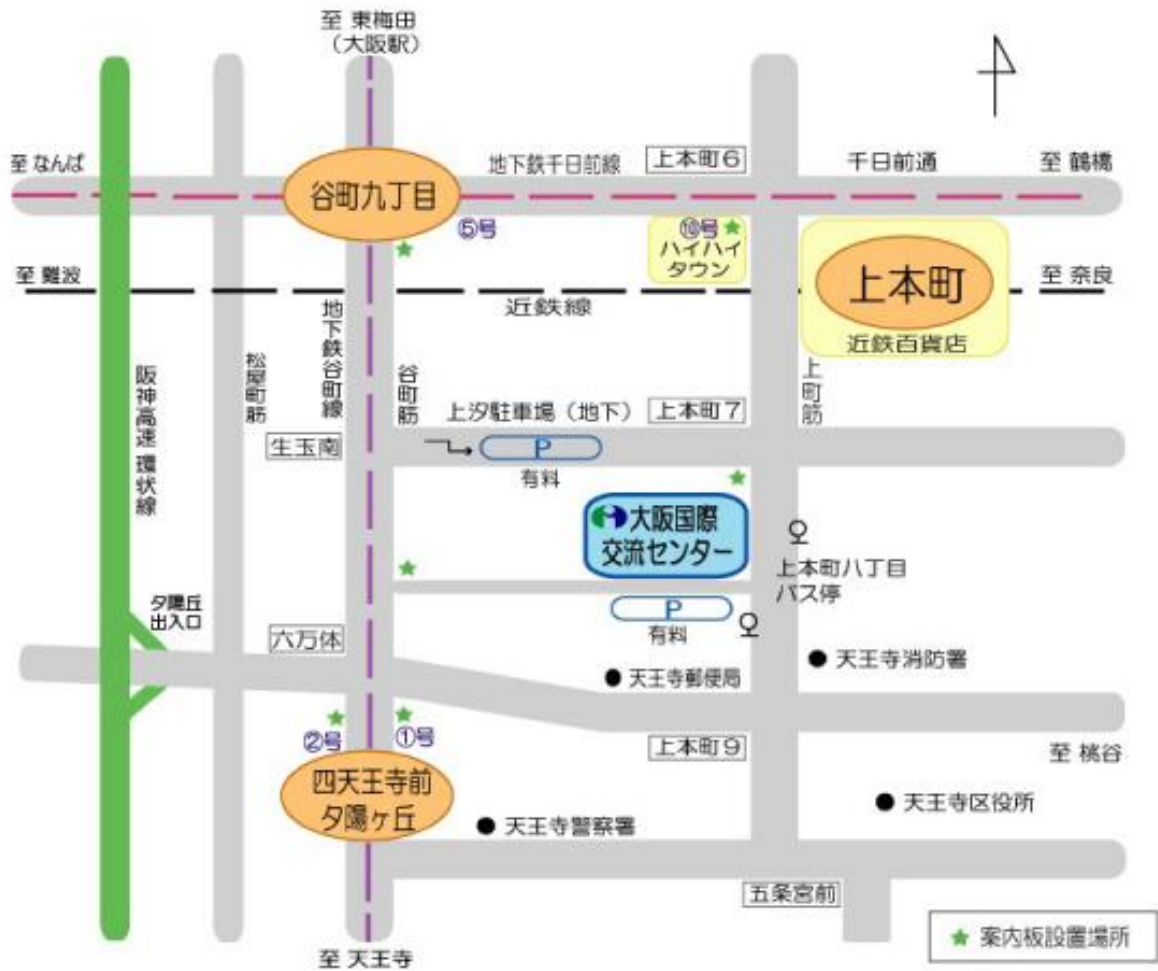 至 東梅田
（大阪駅）
至 なんば
地下鉄千日前線
上本町6
千日前通
至 鶴橋
谷町九丁目
⑤号
⑩号
ハイハイ
タウン
至 難波
上本町
至 奈良
近鉄線
近鉄百貨店
阪神高速 環状線
松屋町筋
地下鉄谷町線
谷町筋
上町筋
上汐駐車場（地下）
上本町7
生玉南
P
有料
大阪国際
交流センター
上本町八丁目
バス停
夕陽丘
出入口
P
有料
六万体
天王寺消防署
天王寺郵便局
②号
①号
上本町9
至 桃谷
四天王寺前
夕陽ヶ丘
天王寺区役所
天王寺警察署
五条宮前
案内板設置場所
至 天王寺